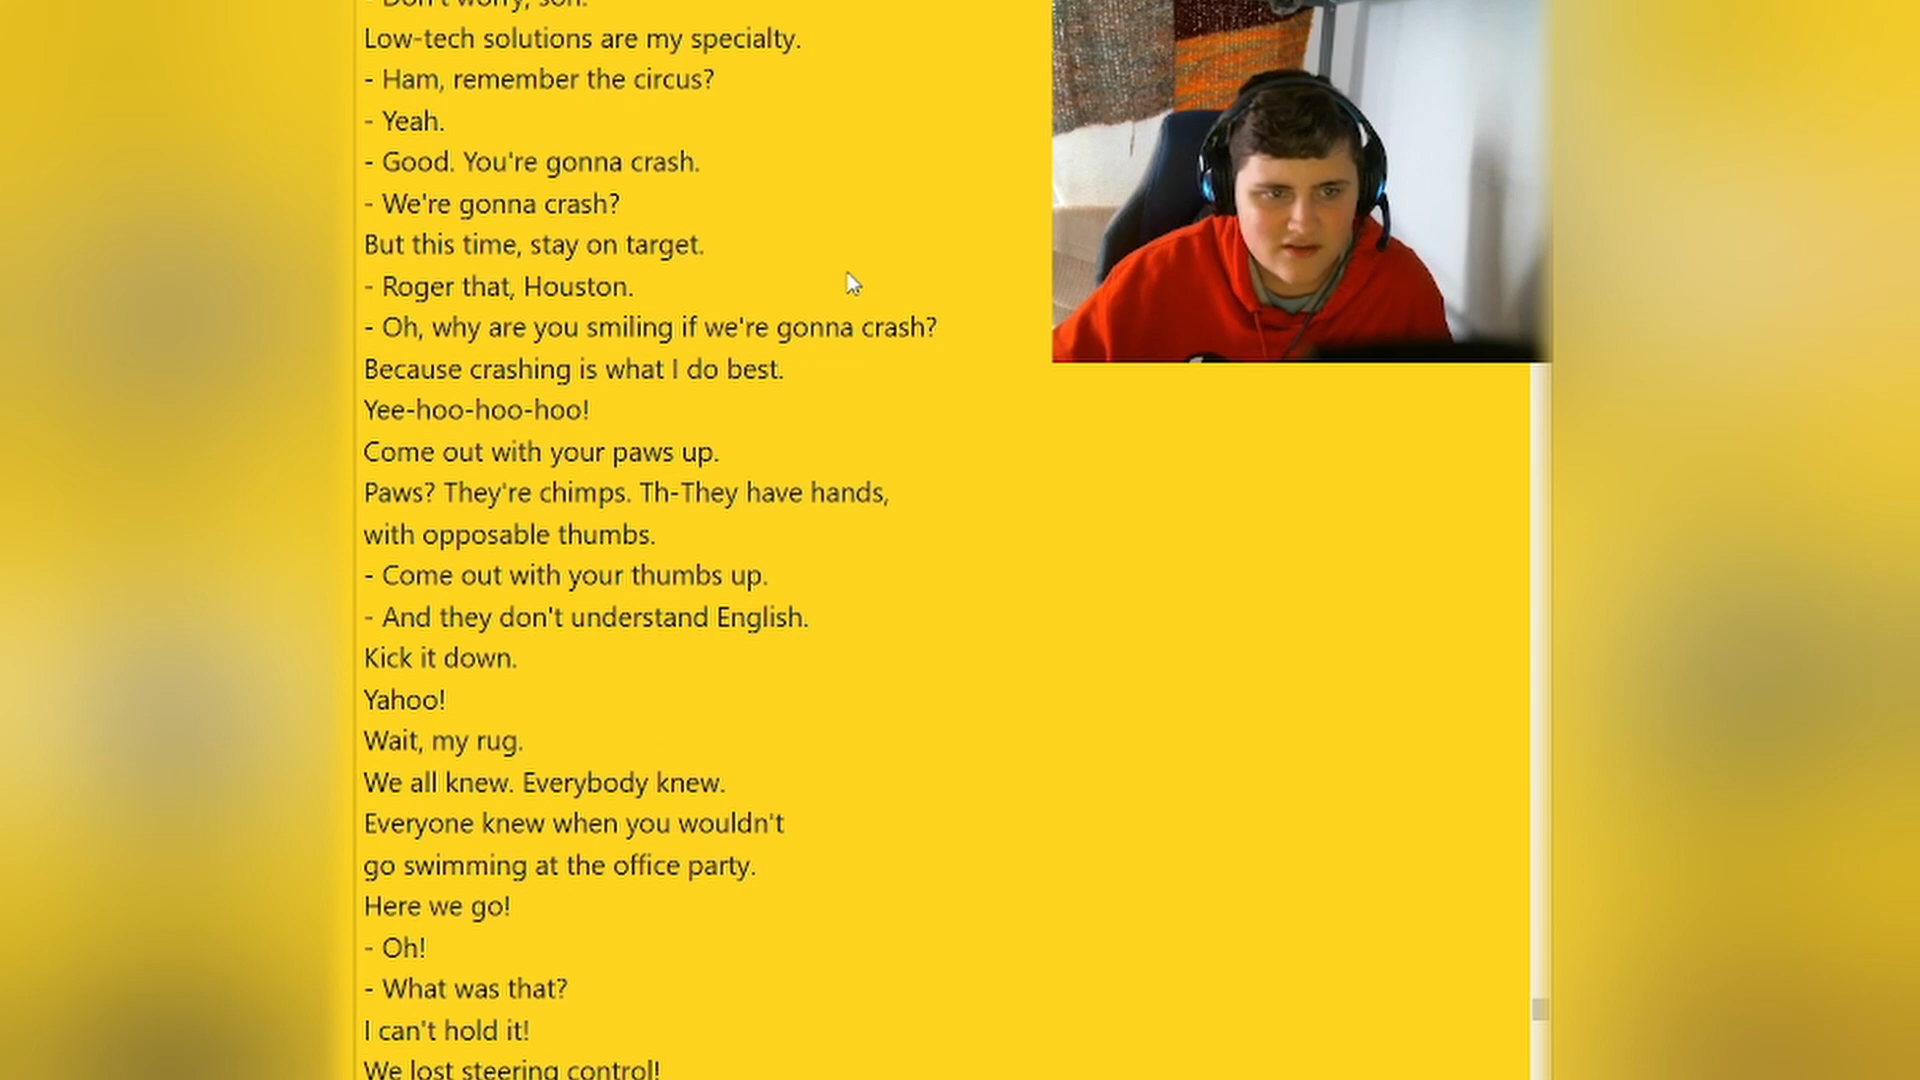 - Don't worry, son.
Low-tech solutions are my specialty.
- Ham, remember the circus?
- Yeah.
- Good. You're gonna crash.
- We're gonna crash?
But this time, stay on target.
- Roger that, Houston.
- Oh, why are you smiling if we're gonna crash?
Because crashing is what I do best.
Yee-hoo-hoo-hoo!
Come out with your paws up.
Paws? They're chimps. Th-They have hands,
with opposable thumbs.
- Come out with your thumbs up.
- And they don't understand English.
Kick it down.
Yahoo!
Wait, my rug.
We all knew. Everybody knew.
Everyone knew when you wouldn't
go swimming at the office party.
Here we go!
- Oh!
- What was that?
I can't hold it!
We lost steering control!